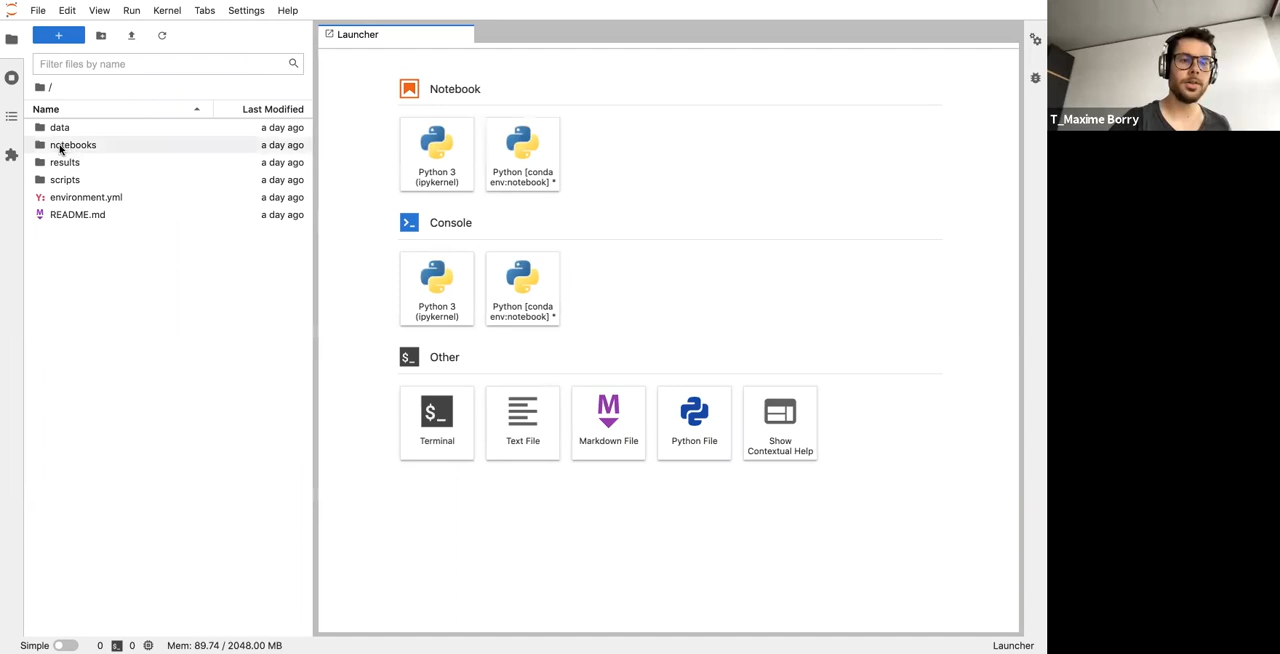 File Edit View Run Kernel Tabs Settings Help
+
Filter files by name
/
Name Last Modified
data a day ago
notebooks a day ago
results a day ago
scripts a day ago
Y: environment.yml a day ago
M README.md a day ago
Launcher
Notebook
Python 3
(ipykernel)
Python [conda
env:notebook] *
>_ Console
Python 3
(ipykernel)
Python [conda
env:notebook] *
$_ Other
$_
Terminal
Text File
M
Markdown File
Python File
Show
Contextual Help
Simple 0 $_ 0 Mem: 89.74 / 2048.00 MB Launcher
T_Maxime Borry